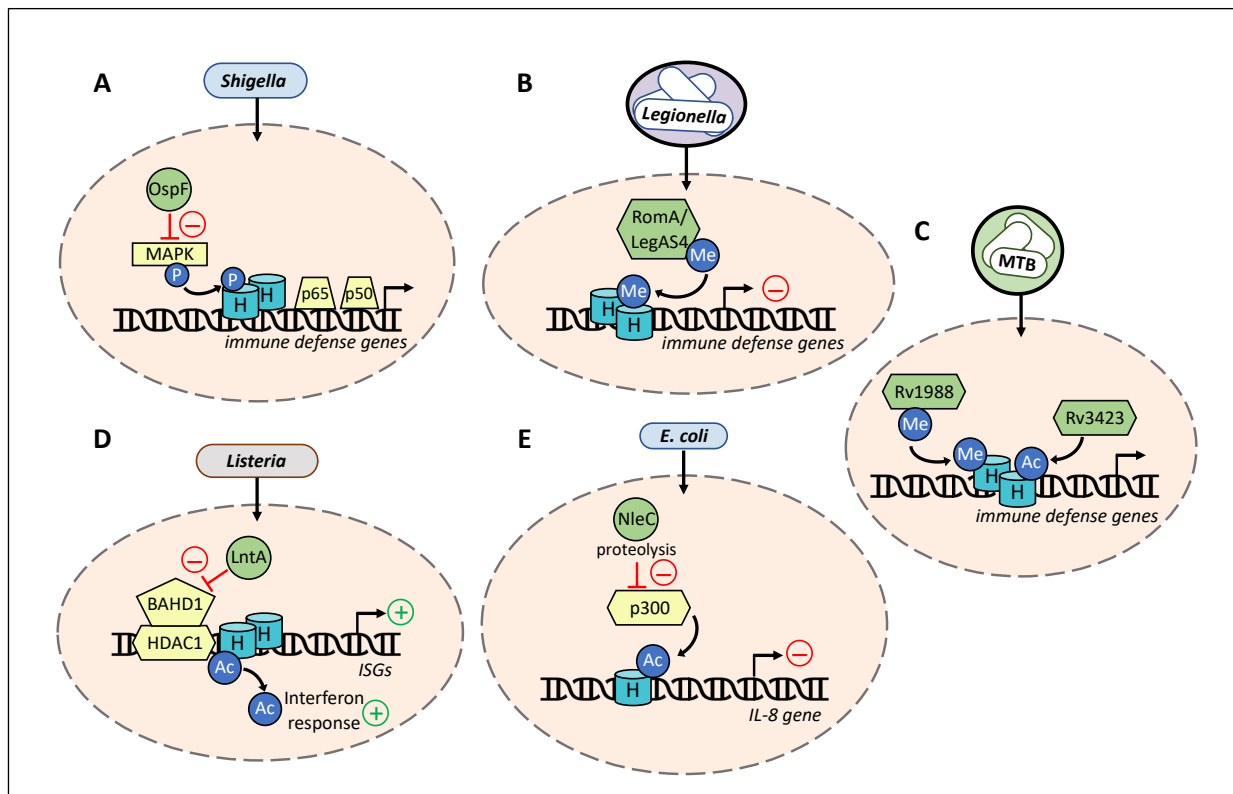 A
Shigella
OspF
MAPK
P
P
H
H
p65
p50
immune defense genes
B
Legionella
RomA/
LegAS4
Me
Me
H
H
immune defense genes
C
MTB
Rv1988
Me
Rv3423
Me
Ac
H
H
immune defense genes
D
Listeria
LntA
BAHD1
HDAC1
H
H
Ac
ISGs
Ac
Interferon
response
E
E. coli
NleC
proteolysis
p300
Ac
H
IL-8 gene